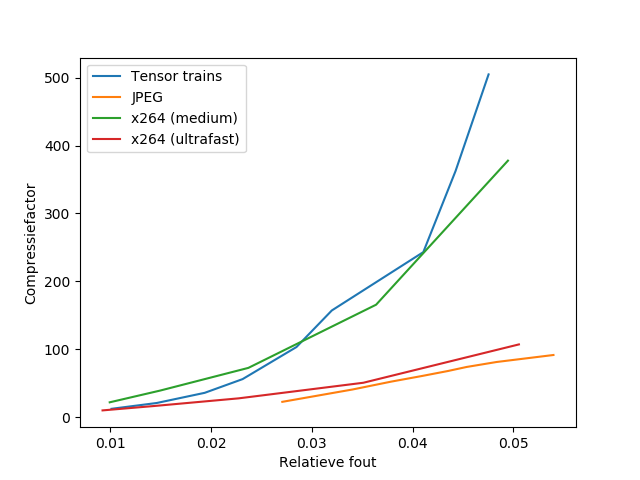 Tensor trains
JPEG
x264 (medium)
x264 (ultrafast)
500
400
300
200
100
0
Compressiefactor
0.01 0.02 0.03 0.04 0.05
Relatieve fout